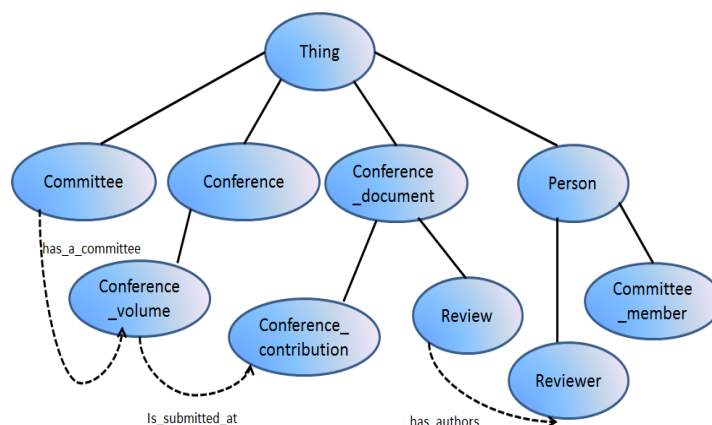 Thing
Committee
Conference
Conference
_document
Person
has_a_committee
Conference
_volume
Conference_
contribution
Review
Committee
_member
Reviewer
Is_submitted_at
has_authors